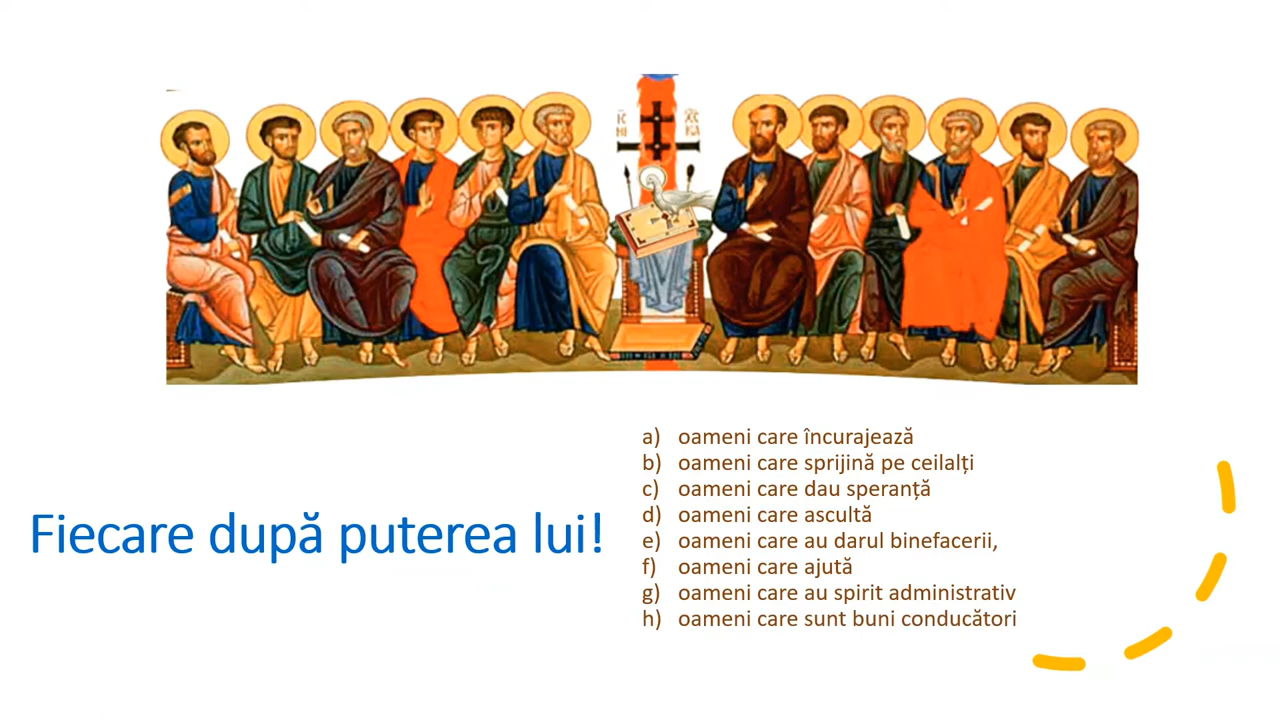 Fiecare după puterea lui!
a) oameni care încurajează
b) oameni care sprijină pe ceilalți
c) oameni care dau speranță
d) oameni care ascultă
e) oameni care au darul binefacerii,
f) oameni care ajută
g) oameni care au spirit administrativ
h) oameni care sunt buni conducători